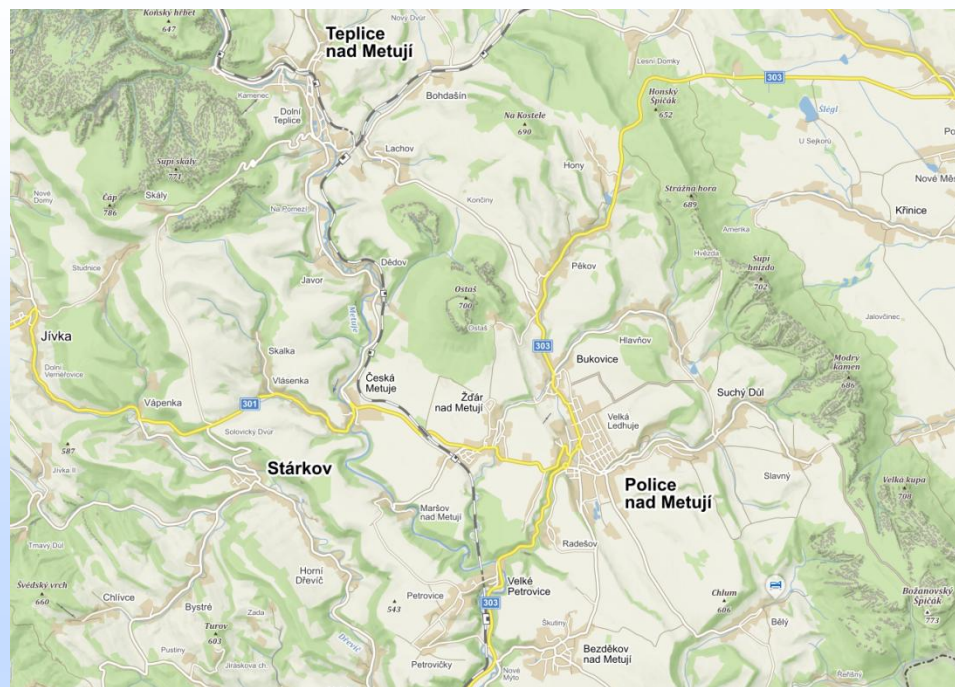 Koňský hřbet
647
Nový Dvůr
Teplice
nad Metují
Lesní Domky
303
Kamenec
Dolní
Teplice
Bohdašín
Na Kostele
690
Honský
Špičák
652
Šlégl
U Sejkorů
Lachov
Supí skály
771
Skály
Hony
Čáp
786
Nové
Domy
Končiny
Strážná hora
689
Nové Měs
Křinice
Na Pomezí
Amerika
Hvězda
Studnice
Javor
Dědov
Pěkov
Supí
hnízdo
702
Ostaš
700
Ostaš
Metuje
Jalovčinec
Jívka
303
Hlavňov
Skalka
Bukovice
Modrý
kámen
686
Dolní
Vernéřovice
Vlásenka
Česká
Metuje
Žďár
nad Metují
Suchý Důl
Vápenka
301
Velká
Ledhuje
Solovický Dvůr
587
Jívka II
Stárkov
Slavný
Police
nad Metují
Velká kupa
708
Maršov
nad Metují
Radešov
Tmavý Důl
Horní
Dřevíč
Švédský vrch
660
Velké
Petrovice
Chlum
606
Božanovský
Špičák
773
Chlívce
Bystré
Zada
543
Petrovice
303
Bělý
Turov
603
Škutiny
Dřevíč
Pustiny
Jiráskova ch
Petrovičky
Bezděkov
nad Metují
Nové
Mýto
Řeřišný